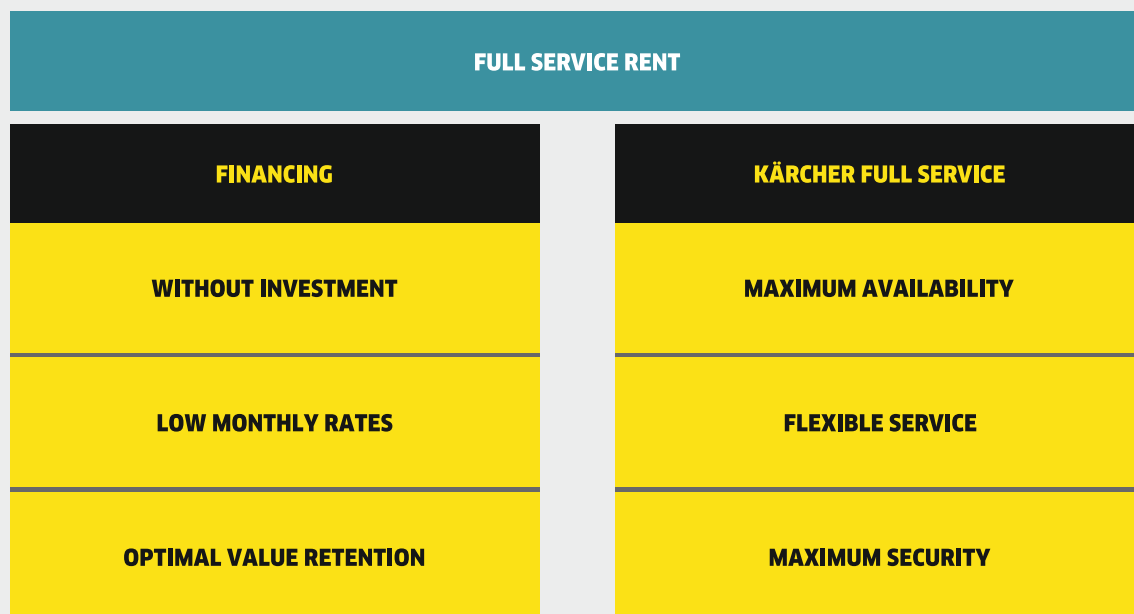 FULL SERVICE RENT
FINANCING
WITHOUT INVESTMENT
LOW MONTHLY RATES
OPTIMAL VALUE RETENTION
KÄRCHER FULL SERVICE
MAXIMUM AVAILABILITY
FLEXIBLE SERVICE
MAXIMUM SECURITY